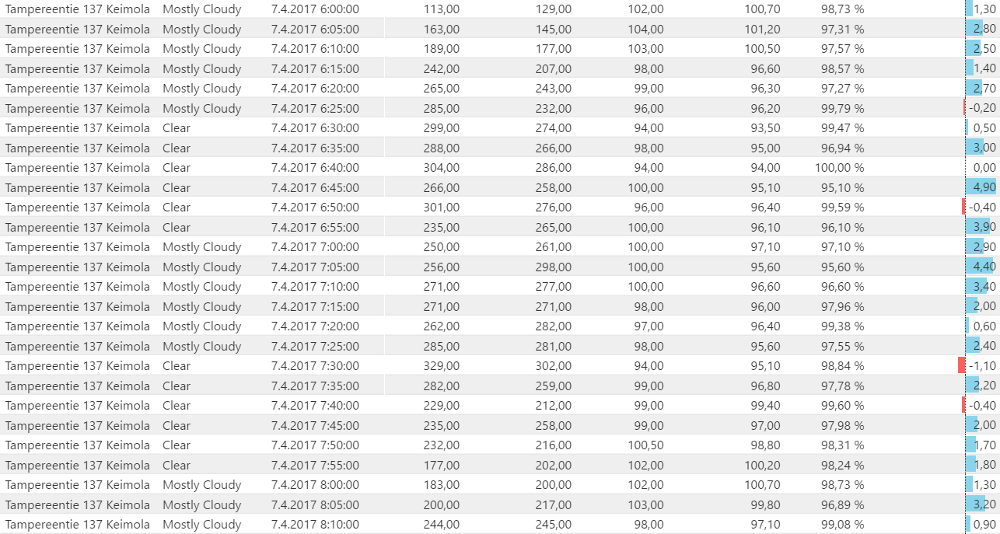 Tampereentie 137 Keimola Mostly Cloudy 7.4.2017 6:00:00 113,00 129,00 102,00 100,70 98,73 % 1,30
Tampereentie 137 Keimola Mostly Cloudy 7.4.2017 6:05:00 163,00 145,00 104,00 101,20 97,31 % 2,80
Tampereentie 137 Keimola Mostly Cloudy 7.4.2017 6:10:00 189,00 177,00 103,00 100,50 97,57 % 2,50
Tampereentie 137 Keimola Mostly Cloudy 7.4.2017 6:15:00 242,00 207,00 98,00 96,60 98,57 % 1,40
Tampereentie 137 Keimola Mostly Cloudy 7.4.2017 6:20:00 265,00 243,00 99,00 96,30 97,27 % 2,70
Tampereentie 137 Keimola Mostly Cloudy 7.4.2017 6:25:00 285,00 232,00 96,00 96,20 99,79 % -0,20
Tampereentie 137 Keimola Clear 7.4.2017 6:30:00 299,00 274,00 94,00 93,50 99,47 % 0,50
Tampereentie 137 Keimola Clear 7.4.2017 6:35:00 288,00 266,00 98,00 95,00 96,94 % 3,00
Tampereentie 137 Keimola Clear 7.4.2017 6:40:00 304,00 286,00 94,00 94,00 100,00 % 0,00
Tampereentie 137 Keimola Clear 7.4.2017 6:45:00 266,00 258,00 100,00 95,10 95,10 % 4,90
Tampereentie 137 Keimola Clear 7.4.2017 6:50:00 301,00 276,00 96,00 96,40 99,59 % -0,40
Tampereentie 137 Keimola Clear 7.4.2017 6:55:00 235,00 265,00 100,00 96,10 96,10 % 3,90
Tampereentie 137 Keimola Mostly Cloudy 7.4.2017 7:00:00 250,00 261,00 100,00 97,10 97,10 % 2,90
Tampereentie 137 Keimola Mostly Cloudy 7.4.2017 7:05:00 256,00 298,00 100,00 95,60 95,60 % 4,40
Tampereentie 137 Keimola Mostly Cloudy 7.4.2017 7:10:00 271,00 277,00 100,00 96,60 96,60 % 3,40
Tampereentie 137 Keimola Mostly Cloudy 7.4.2017 7:15:00 271,00 271,00 98,00 96,00 97,96 % 2,00
Tampereentie 137 Keimola Mostly Cloudy 7.4.2017 7:20:00 262,00 282,00 97,00 96,40 99,38 % 0,60
Tampereentie 137 Keimola Mostly Cloudy 7.4.2017 7:25:00 285,00 281,00 98,00 95,60 97,55 % 2,40
Tampereentie 137 Keimola Clear 7.4.2017 7:30:00 329,00 302,00 94,00 95,10 98,84 % -1,10
Tampereentie 137 Keimola Clear 7.4.2017 7:35:00 282,00 259,00 99,00 96,80 97,78 % 2,20
Tampereentie 137 Keimola Clear 7.4.2017 7:40:00 229,00 212,00 99,00 99,40 99,60 % -0,40
Tampereentie 137 Keimola Clear 7.4.2017 7:45:00 235,00 258,00 99,00 97,00 97,98 % 2,00
Tampereentie 137 Keimola Clear 7.4.2017 7:50:00 232,00 216,00 100,50 98,80 98,31 % 1,70
Tampereentie 137 Keimola Clear 7.4.2017 7:55:00 177,00 202,00 102,00 100,20 98,24 % 1,80
Tampereentie 137 Keimola Mostly Cloudy 7.4.2017 8:00:00 183,00 200,00 102,00 100,70 98,73 % 1,30
Tampereentie 137 Keimola Mostly Cloudy 7.4.2017 8:05:00 200,00 217,00 103,00 99,80 96,89 % 3,20
Tampereentie 137 Keimola Mostly Cloudy 7.4.2017 8:10:00 244,00 245,00 98,00 97,10 99,08 % 0,90